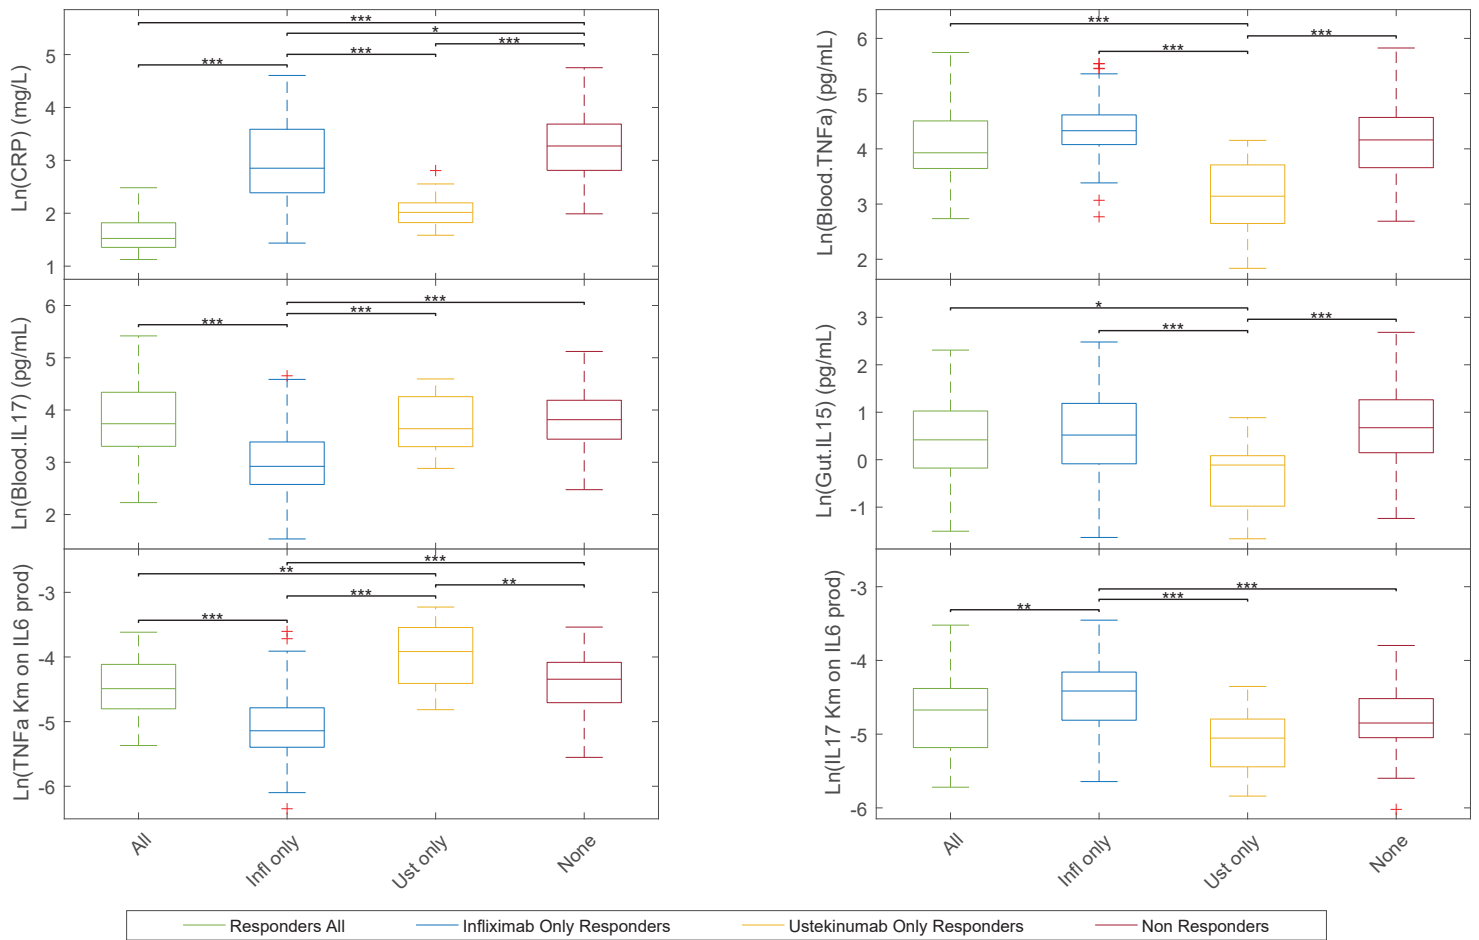 ***
*
***
***
***
Ln(CRP) (mg/L)
5
4
3
2
1
***
***
***
Ln(Blood.TNFa) (pg/mL)
6
5
4
3
2
***
***
***
Ln(Blood.IL17) (pg/mL)
6
5
4
3
2
*
***
***
Ln(Gut.IL15) (pg/mL)
3
2
1
0
-1
***
**
**
***
***
Ln(TNFa Km on IL6 prod)
-3
-4
-5
-6
***
***
**
Ln(IL17 Km on IL6 prod)
-3
-4
-5
-6
All
Infl only
Ust only
None
All
Infl only
Ust only
None
Responders All
Infliximab Only Responders
Ustekinumab Only Responders
Non Responders